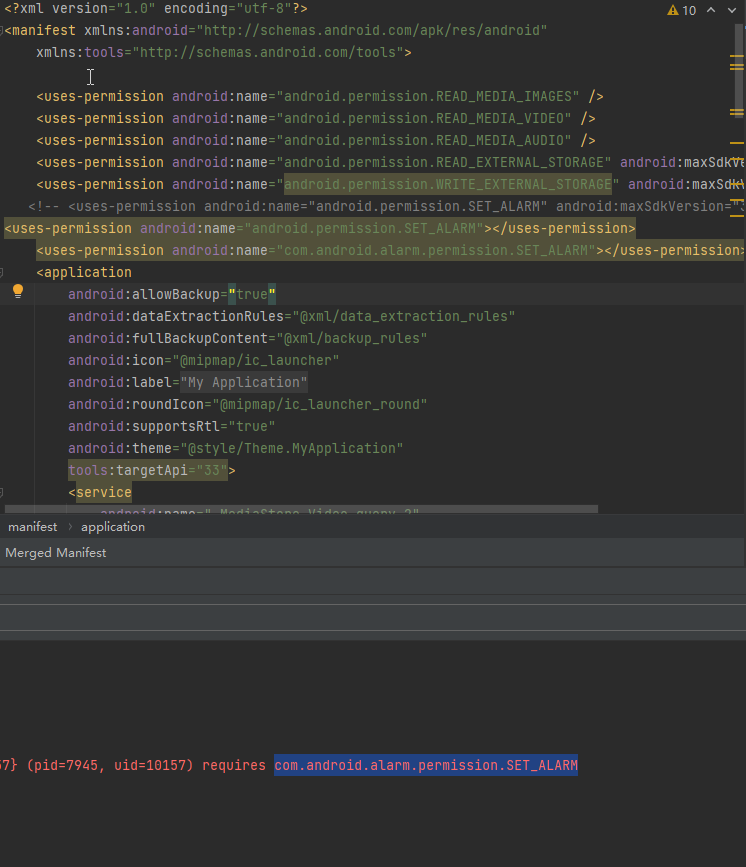 <?xml version="1.0" encoding="utf-8"?>
10
<manifest xmlns:android="http://schemas.android.com/apk/res/android"
xmlns:tools="http://schemas.android.com/tools">
<uses-permission android:name="android.permission.READ_MEDIA_IMAGES" />
<uses-permission android:name="android.permission.READ_MEDIA_VIDEO" />
<uses-permission android:name="android.permission.READ_MEDIA_AUDIO" />
<uses-permission android:name="android.permission.READ_EXTERNAL_STORAGE" android:maxSdkVe
<uses-permission android:name="android.permission.WRITE_EXTERNAL_STORAGE" android:maxSdk
<!-- <uses-permission android:name="android.permission.SET_ALARM" android:maxSdkVersion="
<uses-permission android:name="android.permission.SET_ALARM"></uses-permission>
<uses-permission android:name="com.android.alarm.permission.SET_ALARM"></uses-permission>
<application
android:allowBackup="true"
android:dataExtractionRules="@xml/data_extraction_rules"
android:fullBackupContent="@xml/backup_rules"
android:icon="@mipmap/ic_launcher"
android:label="My Application"
android:roundIcon="@mipmap/ic_launcher_round"
android:supportsRtl="true"
android:theme="@style/Theme.MyApplication"
tools:targetApi="33">
<service
android:name=".MediaStore_Video_query_2"
manifest › application
Merged Manifest
57} (pid=7945, uid=10157) requires com.android.alarm.permission.SET_ALARM